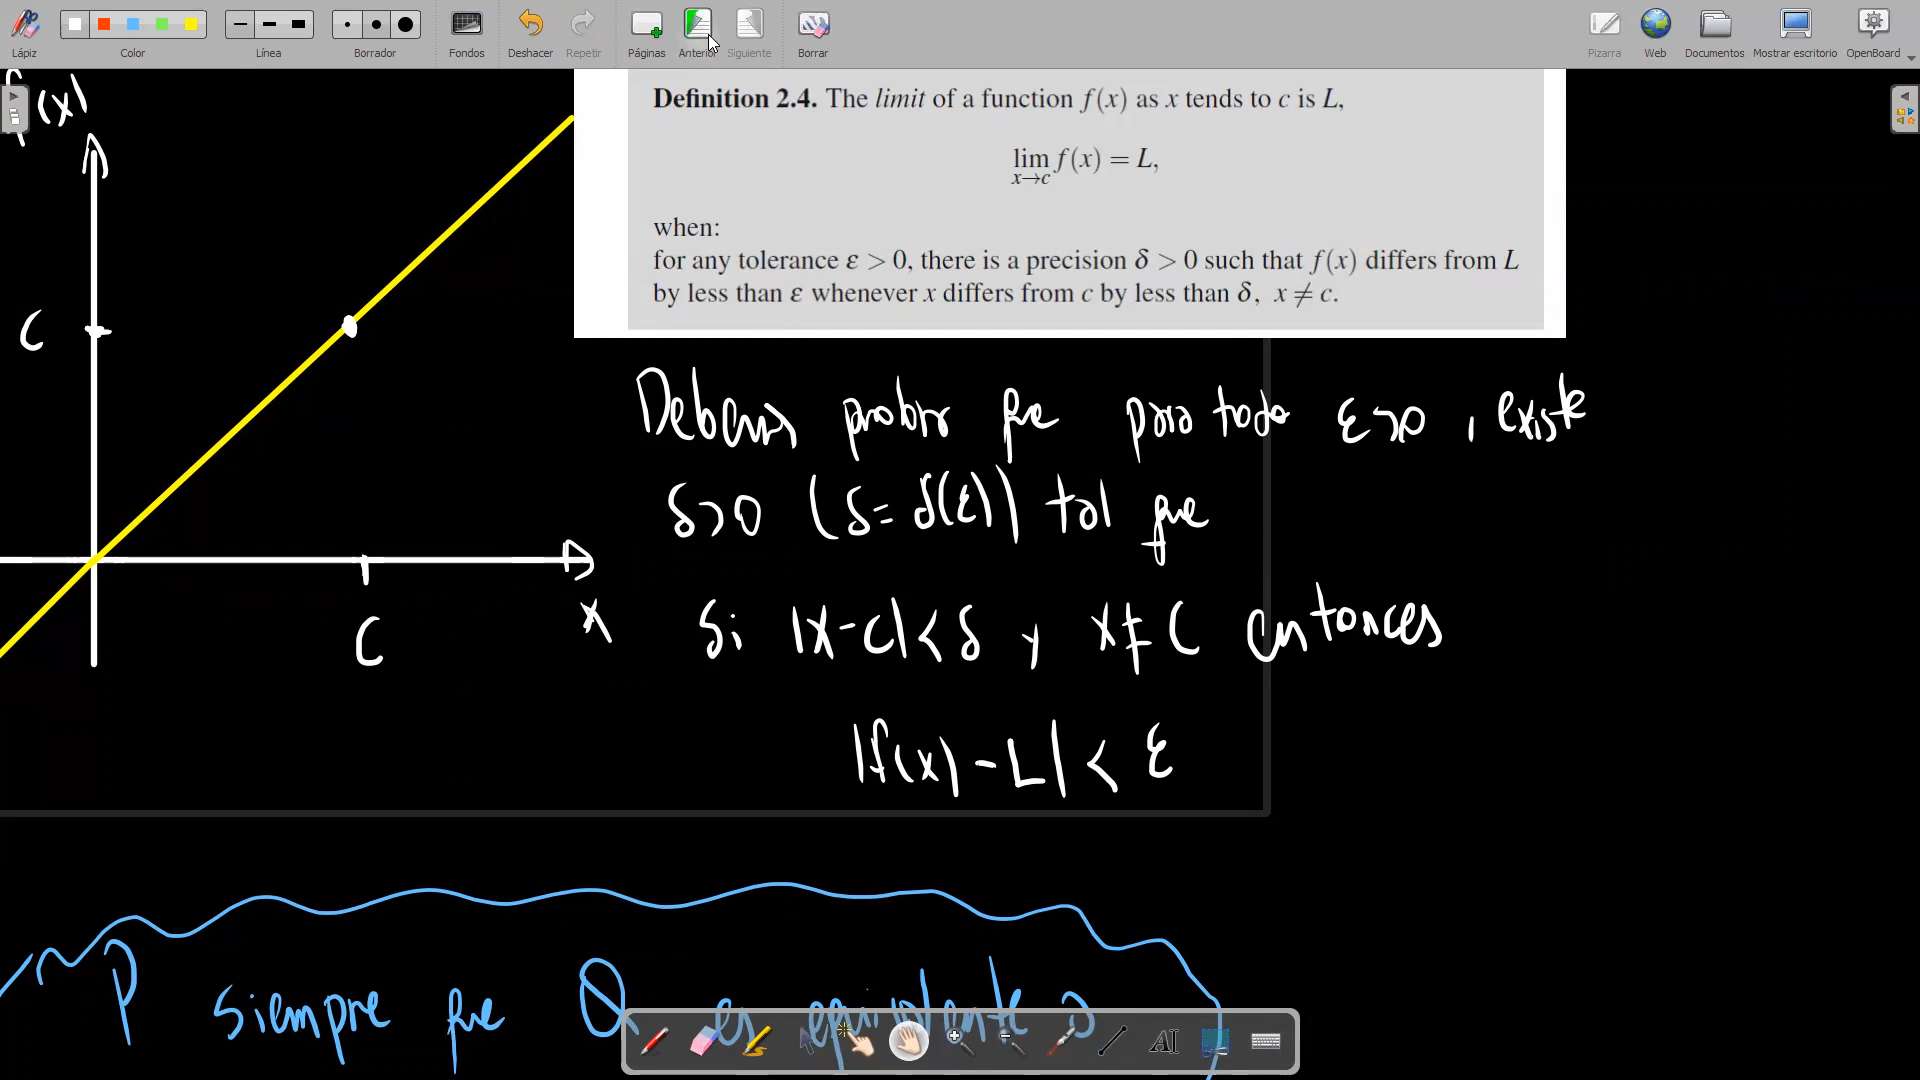 Lápiz
Color
Línea
Borrador
Fondos
Deshacer
Repetir
Páginas
Anterior
Siguiente
Borrar
Pizarra
Web
Documentos
Mostrar escritorio
OpenBoard
f(x)
C
C
x
Definition 2.4. The limit of a function f(x) as x tends to c is L,
lim f(x) = L,
x→c
when:
for any tolerance ε > 0, there is a precision δ > 0 such that f(x) differs from L
by less than ε whenever x differs from c by less than δ, x ≠ c.
Debemos probar que para todo ε>0, existe
δ>0 (δ=δ(ε)) tal que
Si |x-c|<δ y x≠C entonces
|f(x)-L| < ε
P siempre que Q es equivalente a
AI